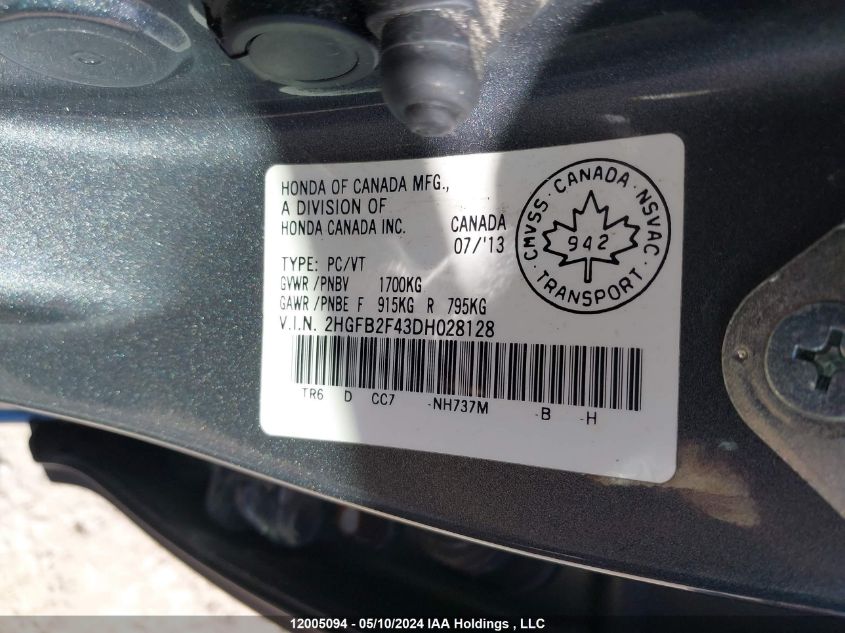 HONDA OF CANADA MFG.,
A DIVISION OF
HONDA CANADA INC.
CANADA
07/'13
TYPE: PC/VT
GVWR/PNBV 1700KG
GAWR/PNBE F 915KG R 795KG
V.I.N. 2HGFB2F43DH028128
TR6 D CC7 -NH737M -B -H
CMVSS · CANADA · NSVAC
942
· TRANSPORT ·
12005094 - 05/10/2024 IAA Holdings , LLC